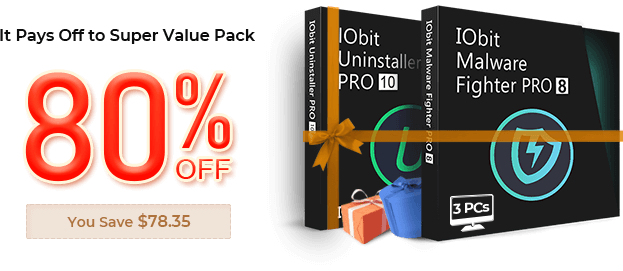 It Pays Off to Super Value Pack
80%
OFF
You Save $78.35
IObit
Uninstaller
PRO 10
IObit Uninstaller PRO 10
IObit
Malware
Fighter PRO 8
IObit Malware Fighter PRO 8
3 PCs